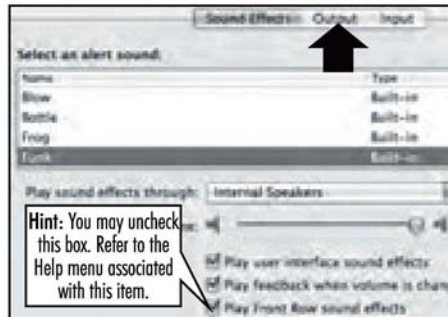 Sound Effects Output Input
Select an alert sound:
Name Type
Blow Built-in
Bottle Built-in
Frog Built-in
Funk Built-in
Play sound effects through: Internal Speakers
Hint: You may uncheck
this box. Refer to the
Help menu associated
with this item.
Play user interface sound effects
Play feedback when volume is chan
Play Front Row sound effects